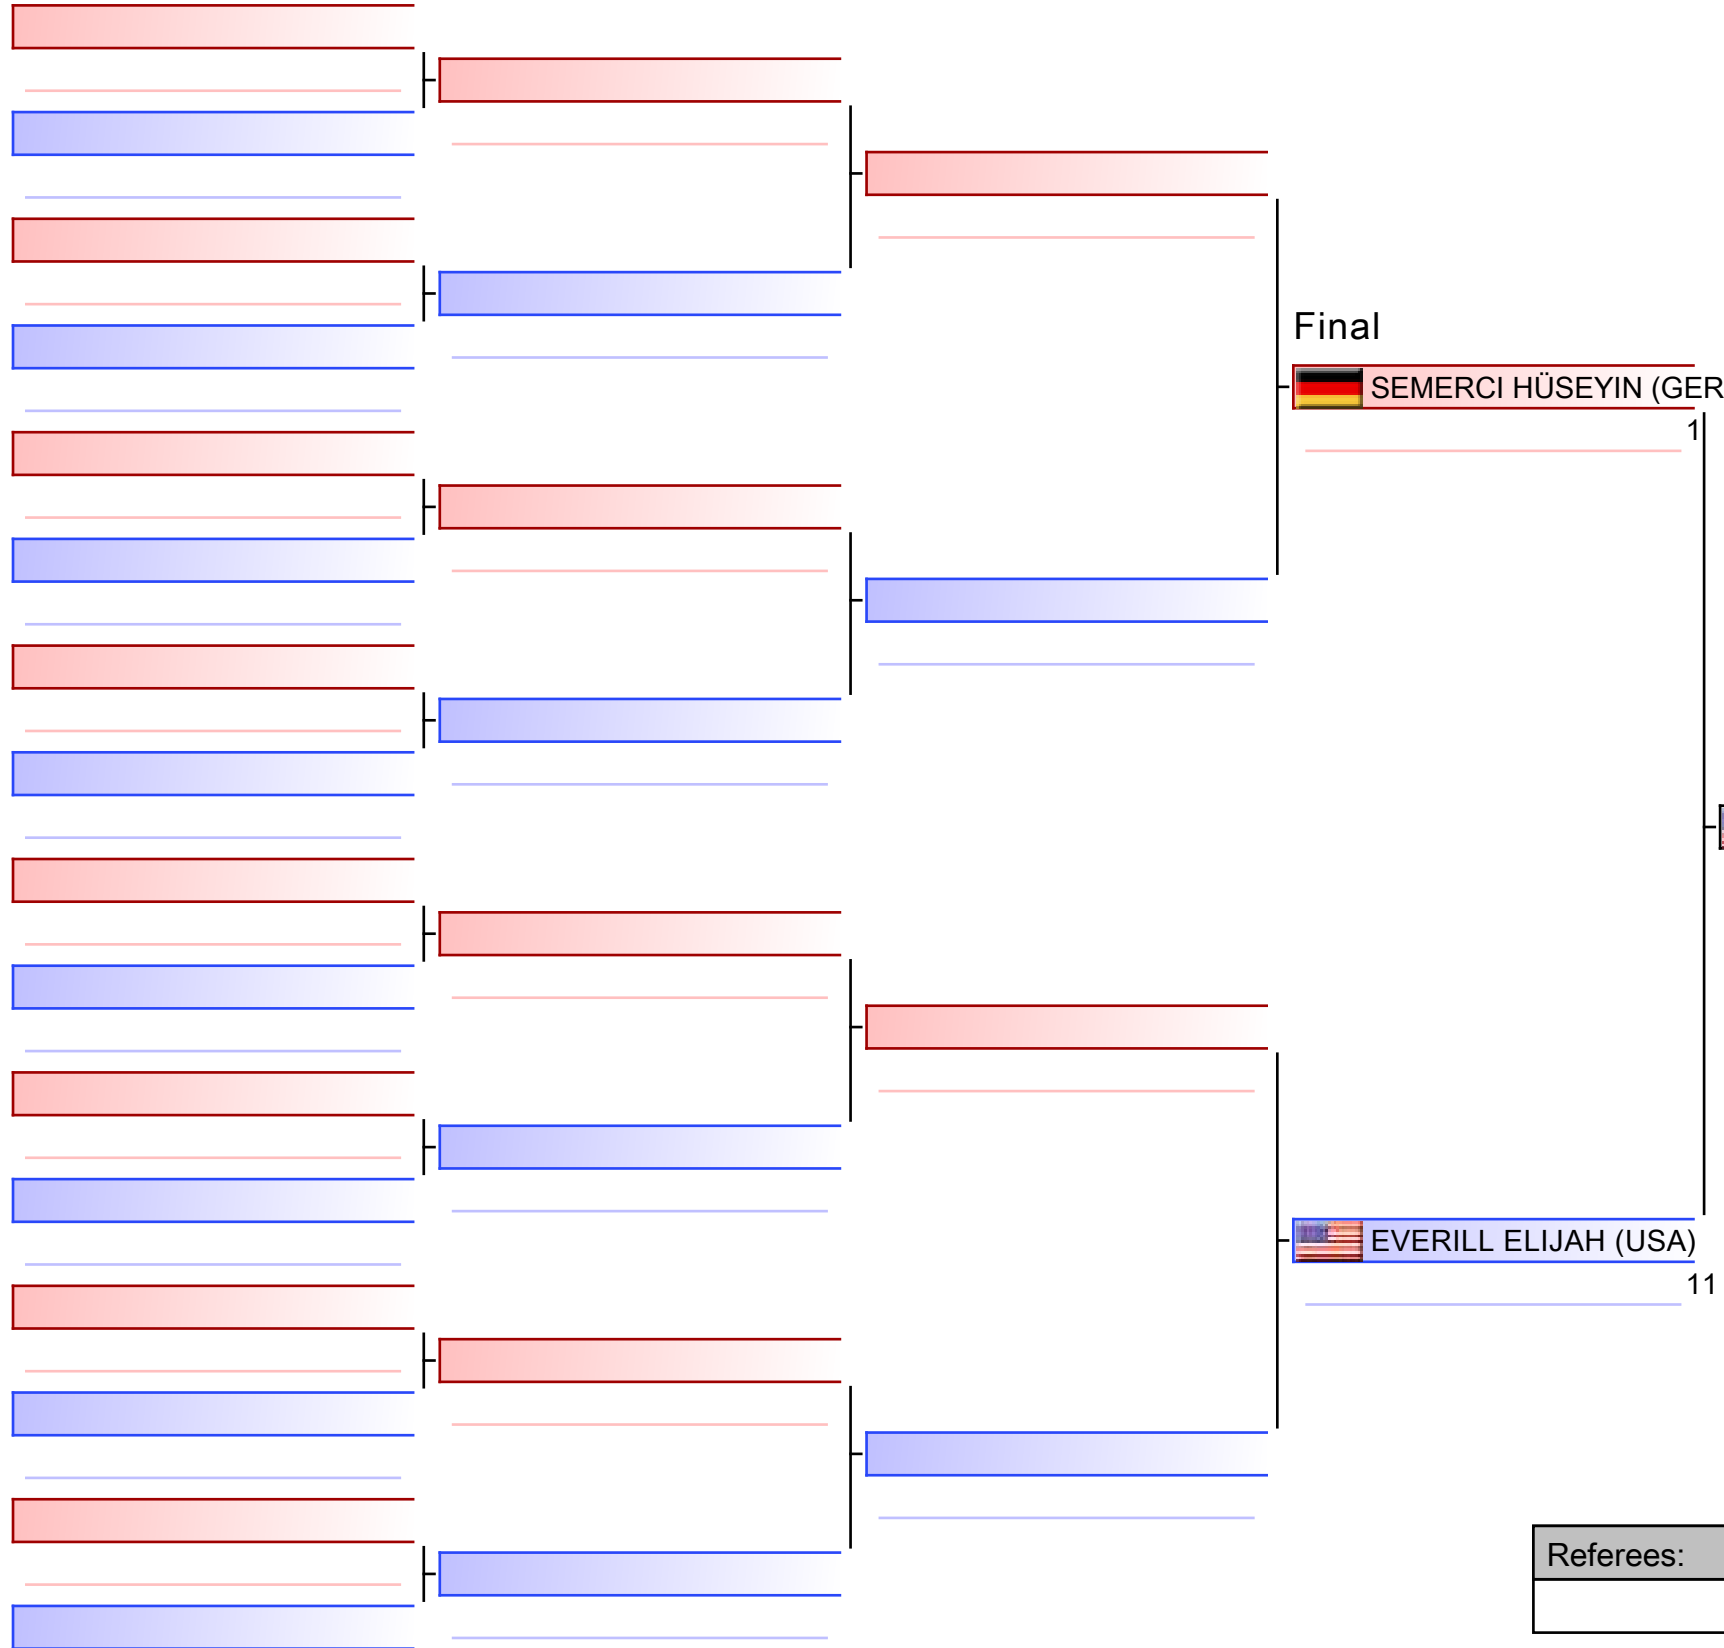 Final
SEMERCI HÜSEYIN (GER
1
EVERILL ELIJAH (USA)
11
Referees: